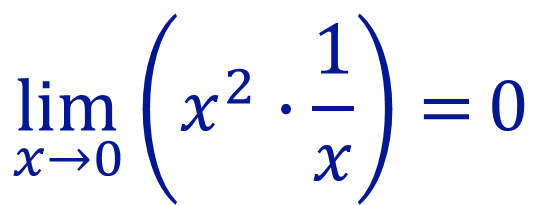 lim x→0 (x² · 1/x) = 0